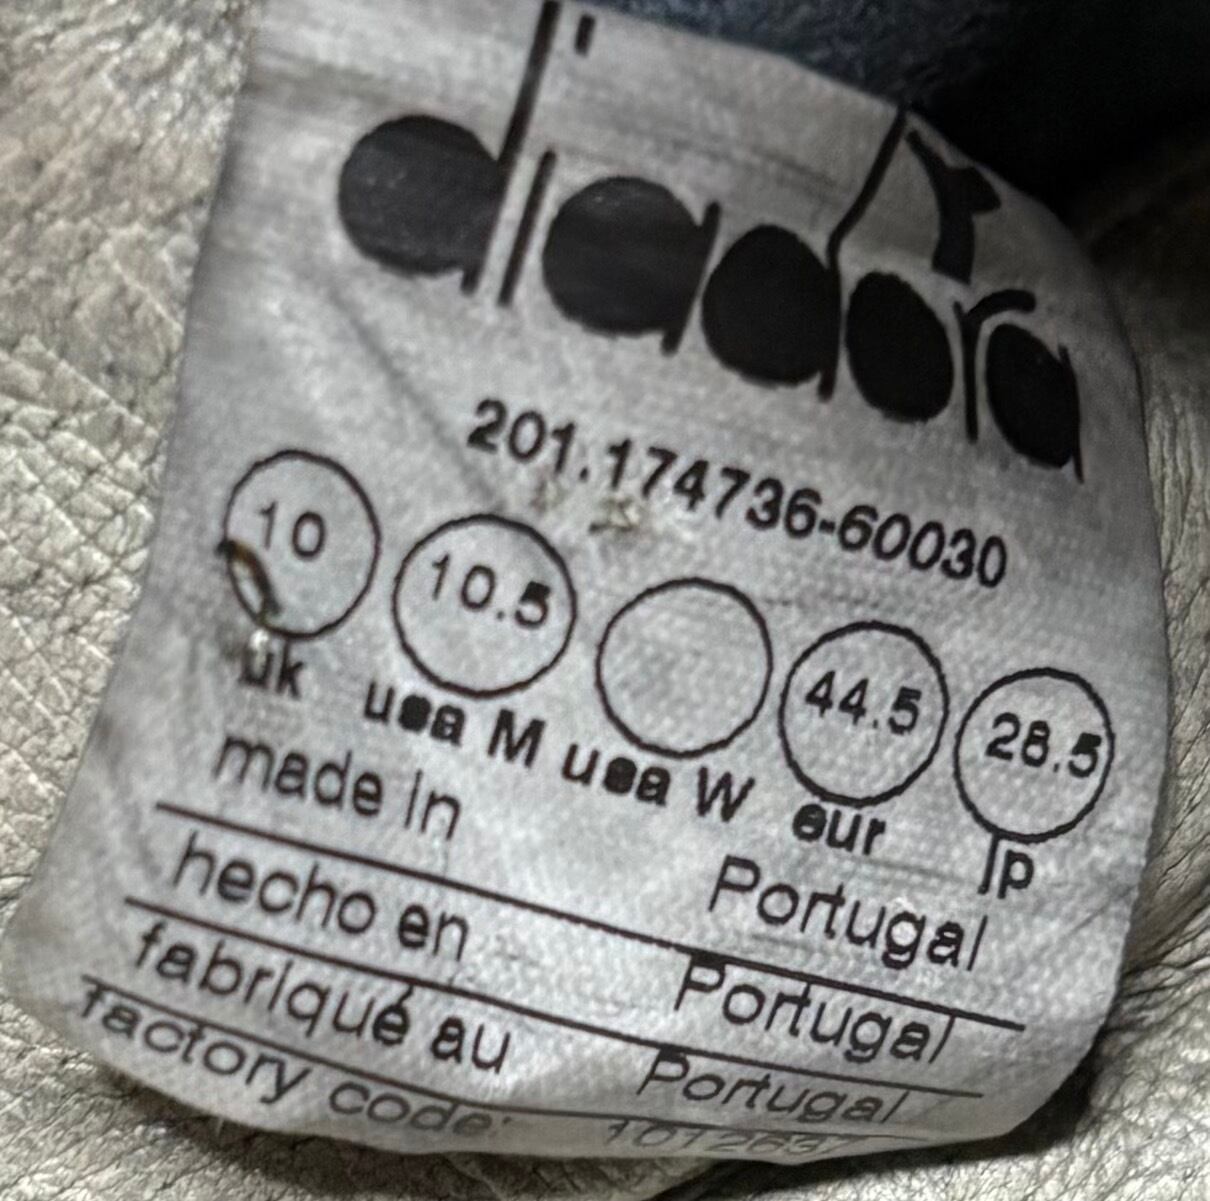 diadora
201.174736-60030
10 10.5 44.5 28.5
uk usa M usa W eur jp
made in Portugal
hecho en Portugal
fabriqué au Portugal
factory code: